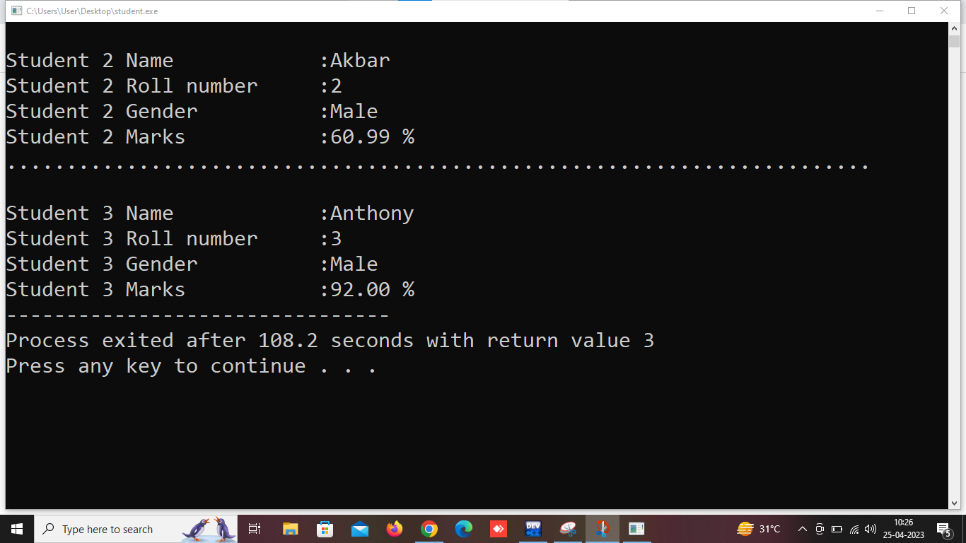 C:\Users\User\Desktop\student.exe
Student 2 Name            :Akbar
Student 2 Roll number     :2
Student 2 Gender          :Male
Student 2 Marks           :60.99 %
........................................................................
Student 3 Name            :Anthony
Student 3 Roll number     :3
Student 3 Gender          :Male
Student 3 Marks           :92.00 %
--------------------------------
Process exited after 108.2 seconds with return value 3
Press any key to continue . . .
Type here to search
DEV
31°C
10:26
25-04-2023
5